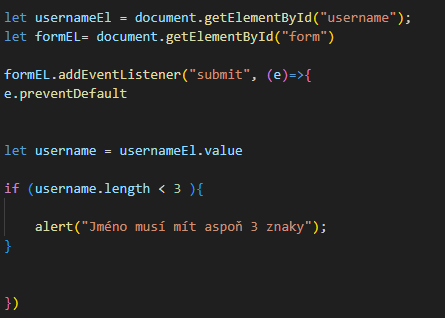 let usernameEl = document.getElementById("username");
let formEL= document.getElementById("form")
formEL.addEventListener("submit", (e)=>{
e.preventDefault
let username = usernameEl.value
if (username.length < 3 ){
alert("Jméno musí mít aspoň 3 znaky");
}
})